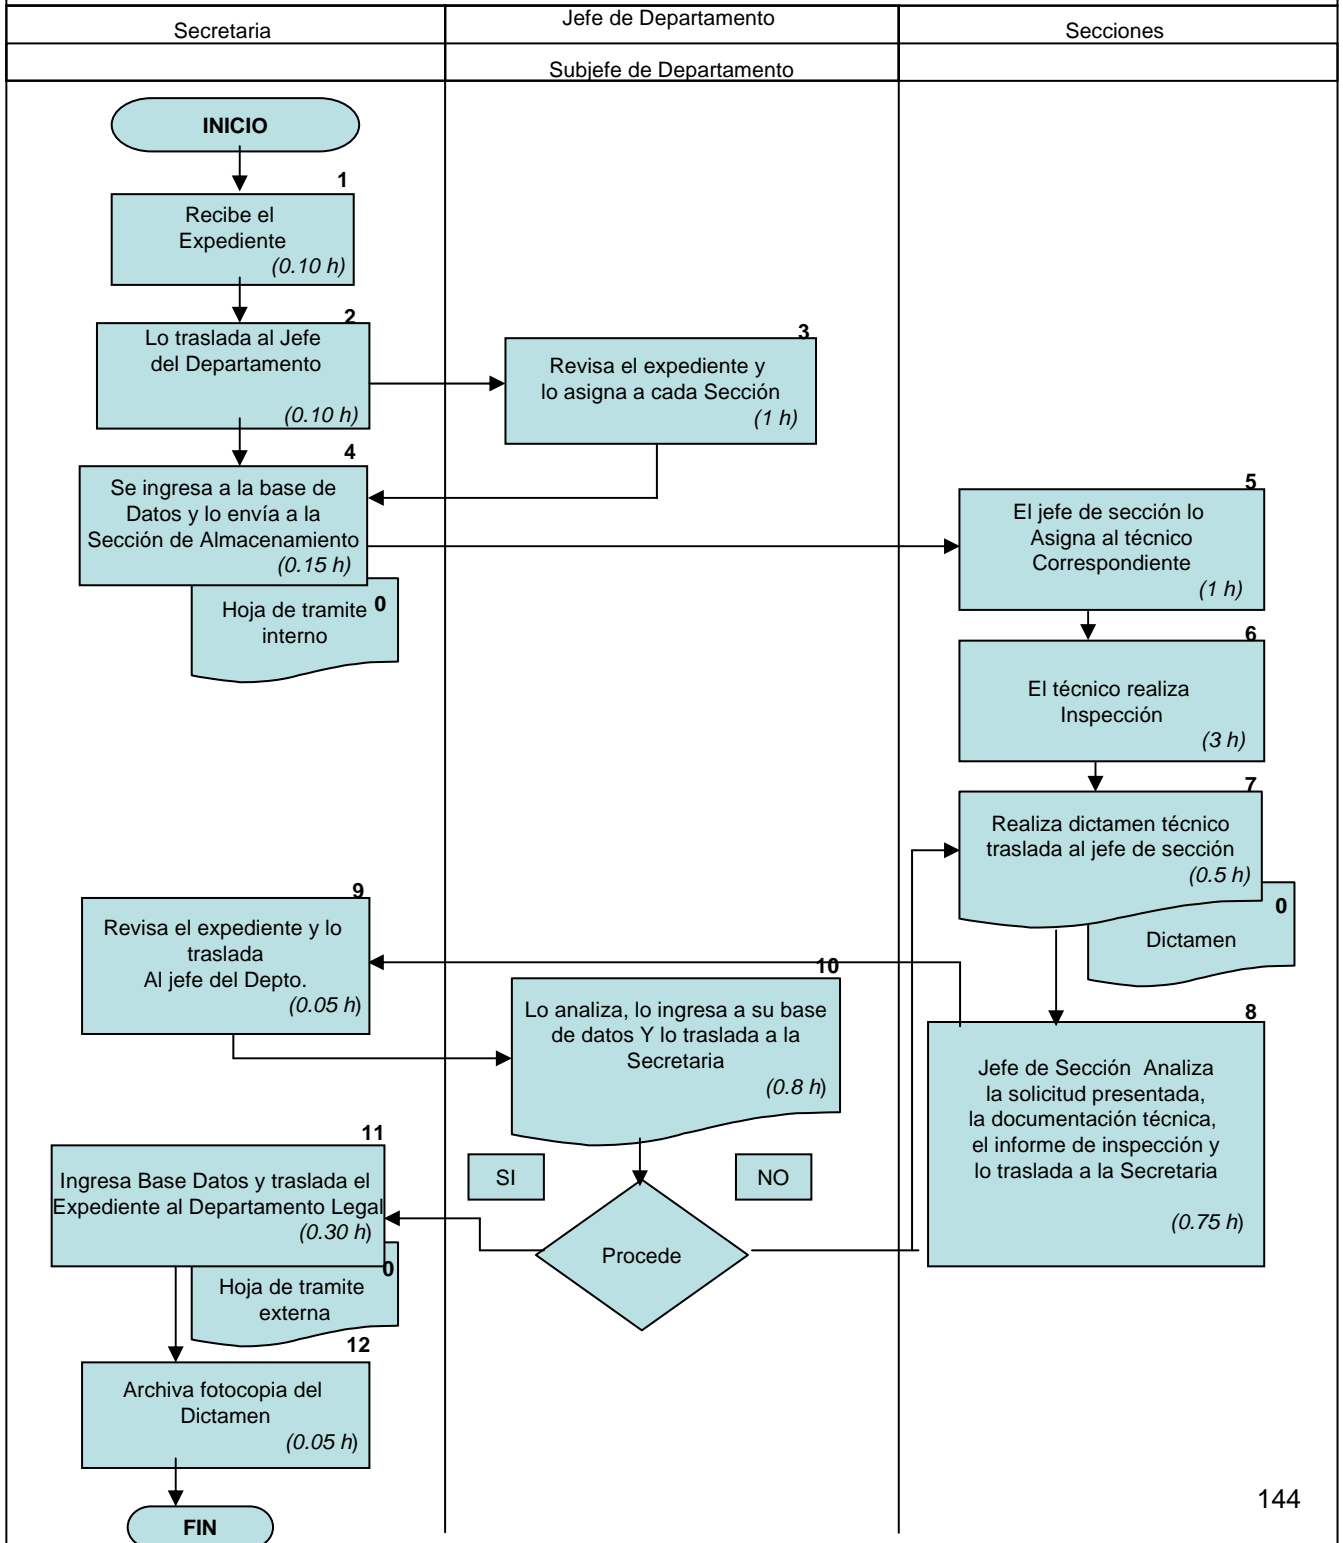 Secretaria
Jefe de Departamento
Secciones
Subjefe de Departamento
INICIO
1
Recibe el
Expediente
(0.10 h)
2
Lo traslada al Jefe
del Departamento
(0.10 h)
3
Revisa el expediente y
lo asigna a cada Sección
(1 h)
4
Se ingresa a la base de
Datos y lo envía a la
Sección de Almacenamiento
(0.15 h)
Hoja de tramite 0
interno
5
El jefe de sección lo
Asigna al técnico
Correspondiente
(1 h)
6
El técnico realiza
Inspección
(3 h)
7
Realiza dictamen técnico
traslada al jefe de sección
(0.5 h)
0
Dictamen
8
Jefe de Sección Analiza
la solicitud presentada,
la documentación técnica,
el informe de inspección y
lo traslada a la Secretaria
(0.75 h)
9
Revisa el expediente y lo
traslada
Al jefe del Depto.
(0.05 h)
10
Lo analiza, lo ingresa a su base
de datos Y lo traslada a la
Secretaria
(0.8 h)
SI
NO
Procede
11
Ingresa Base Datos y traslada el
Expediente al Departamento Legal
(0.30 h)
0
Hoja de tramite
externa
12
Archiva fotocopia del
Dictamen
(0.05 h)
FIN
144